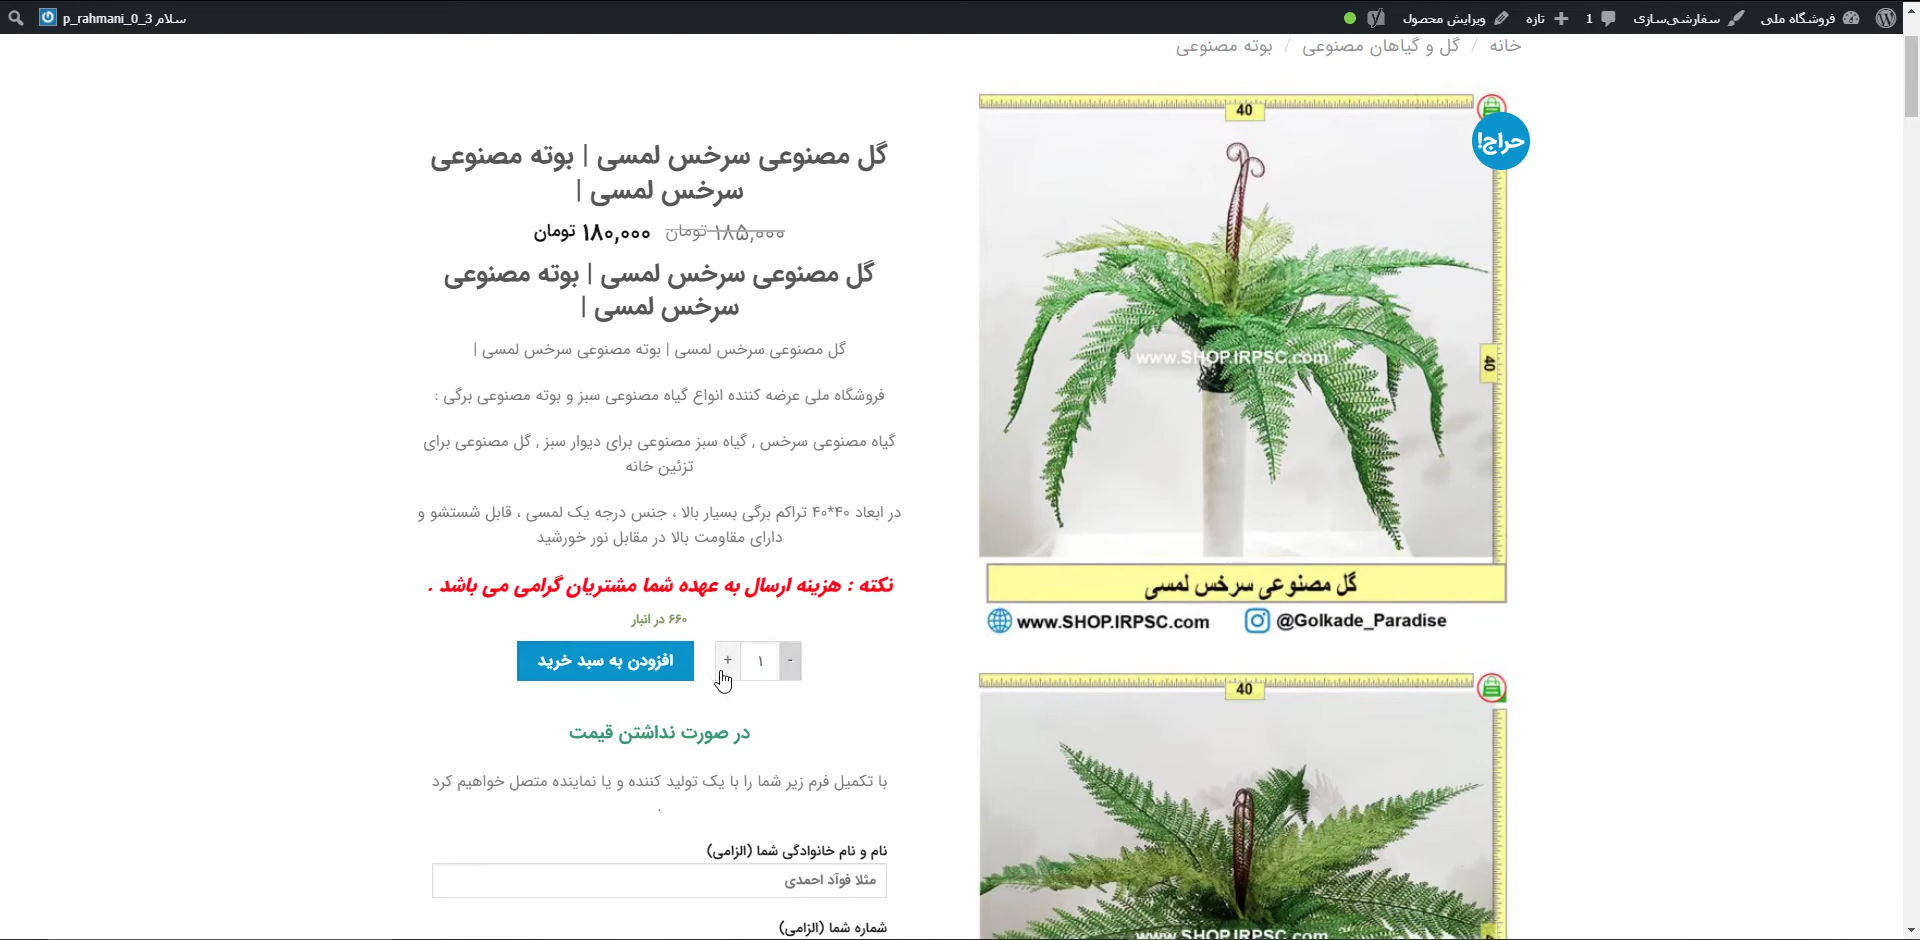 فروشگاه ملی
سفارشی‌سازی
1
تازه
ویرایش محصول
سلام p_rahmani_0_3
خانه / گل و گیاهان مصنوعی / بوته مصنوعی
40
حراج!
40
www.SHOP.IRPSC.com
گل مصنوعی سرخس لمسی
www.SHOP.IRPSC.com
@Golkade_Paradise
40
www.SHOP.IRPSC.com
گل مصنوعی سرخس لمسی | بوته مصنوعی
سرخس لمسی |
۱۸۵,۰۰۰ تومان ۱۸۰,۰۰۰ تومان
گل مصنوعی سرخس لمسی | بوته مصنوعی
سرخس لمسی |
گل مصنوعی سرخس لمسی | بوته مصنوعی سرخس لمسی |
فروشگاه ملی عرضه کننده انواع گیاه مصنوعی سبز و بوته مصنوعی برگی :
گیاه مصنوعی سرخس , گیاه سبز مصنوعی برای دیوار سبز , گل مصنوعی برای
تزئین خانه
در ابعاد ۴۰*۴۰ تراکم برگی بسیار بالا ، جنس درجه یک لمسی ، قابل شستشو و
دارای مقاومت بالا در مقابل نور خورشید
نکته : هزینه ارسال به عهده شما مشتریان گرامی می باشد .
۶۶۰ در انبار
- ۱ +
افزودن به سبد خرید
در صورت نداشتن قیمت
با تکمیل فرم زیر شما را با یک تولید کننده و یا نماینده متصل خواهیم کرد
.
نام و نام خانوادگی شما (الزامی)
مثلا فوآد احمدی
شماره شما (الزامی)